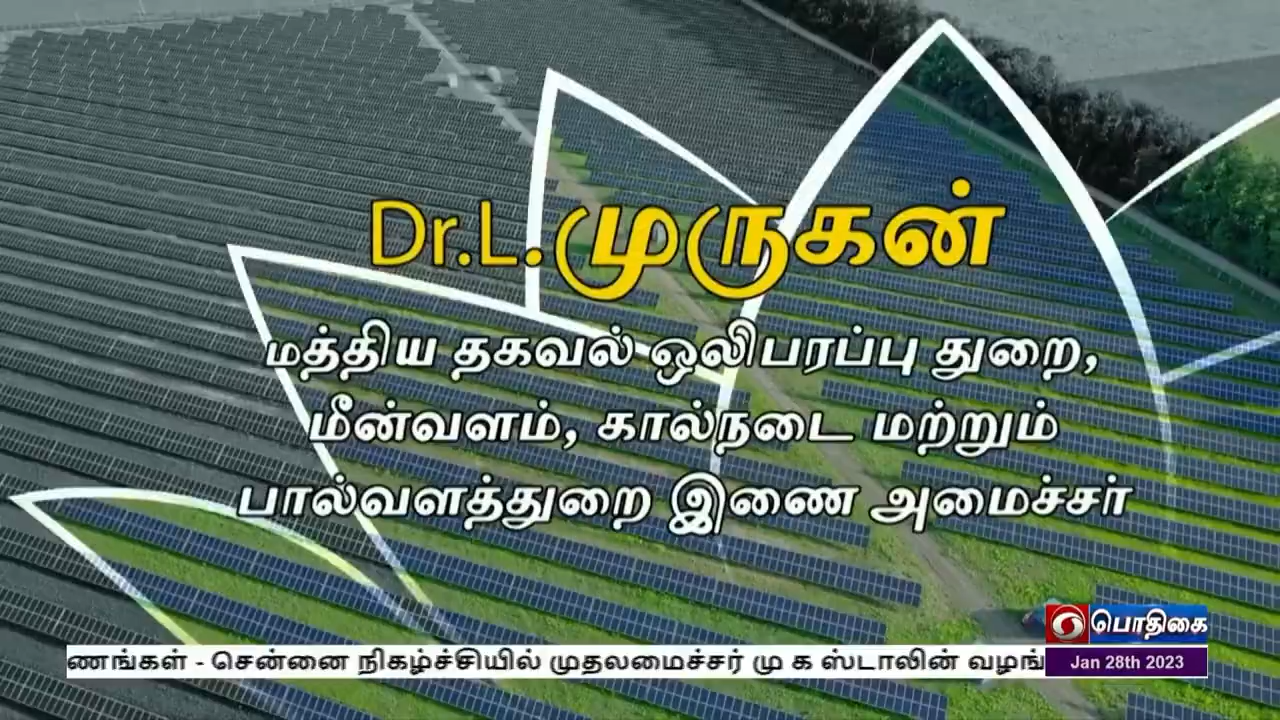 Dr.L.முருகன்
மத்திய தகவல் ஒலிபரப்பு துறை,
மீன்வளம், கால்நடை மற்றும்
பால்வளத்துறை இணை அமைச்சர்
பொதிகை
ணங்கள் - சென்னை நிகழ்ச்சியில் முதலமைச்சர் மு க ஸ்டாலின் வழங்
Jan 28th 2023